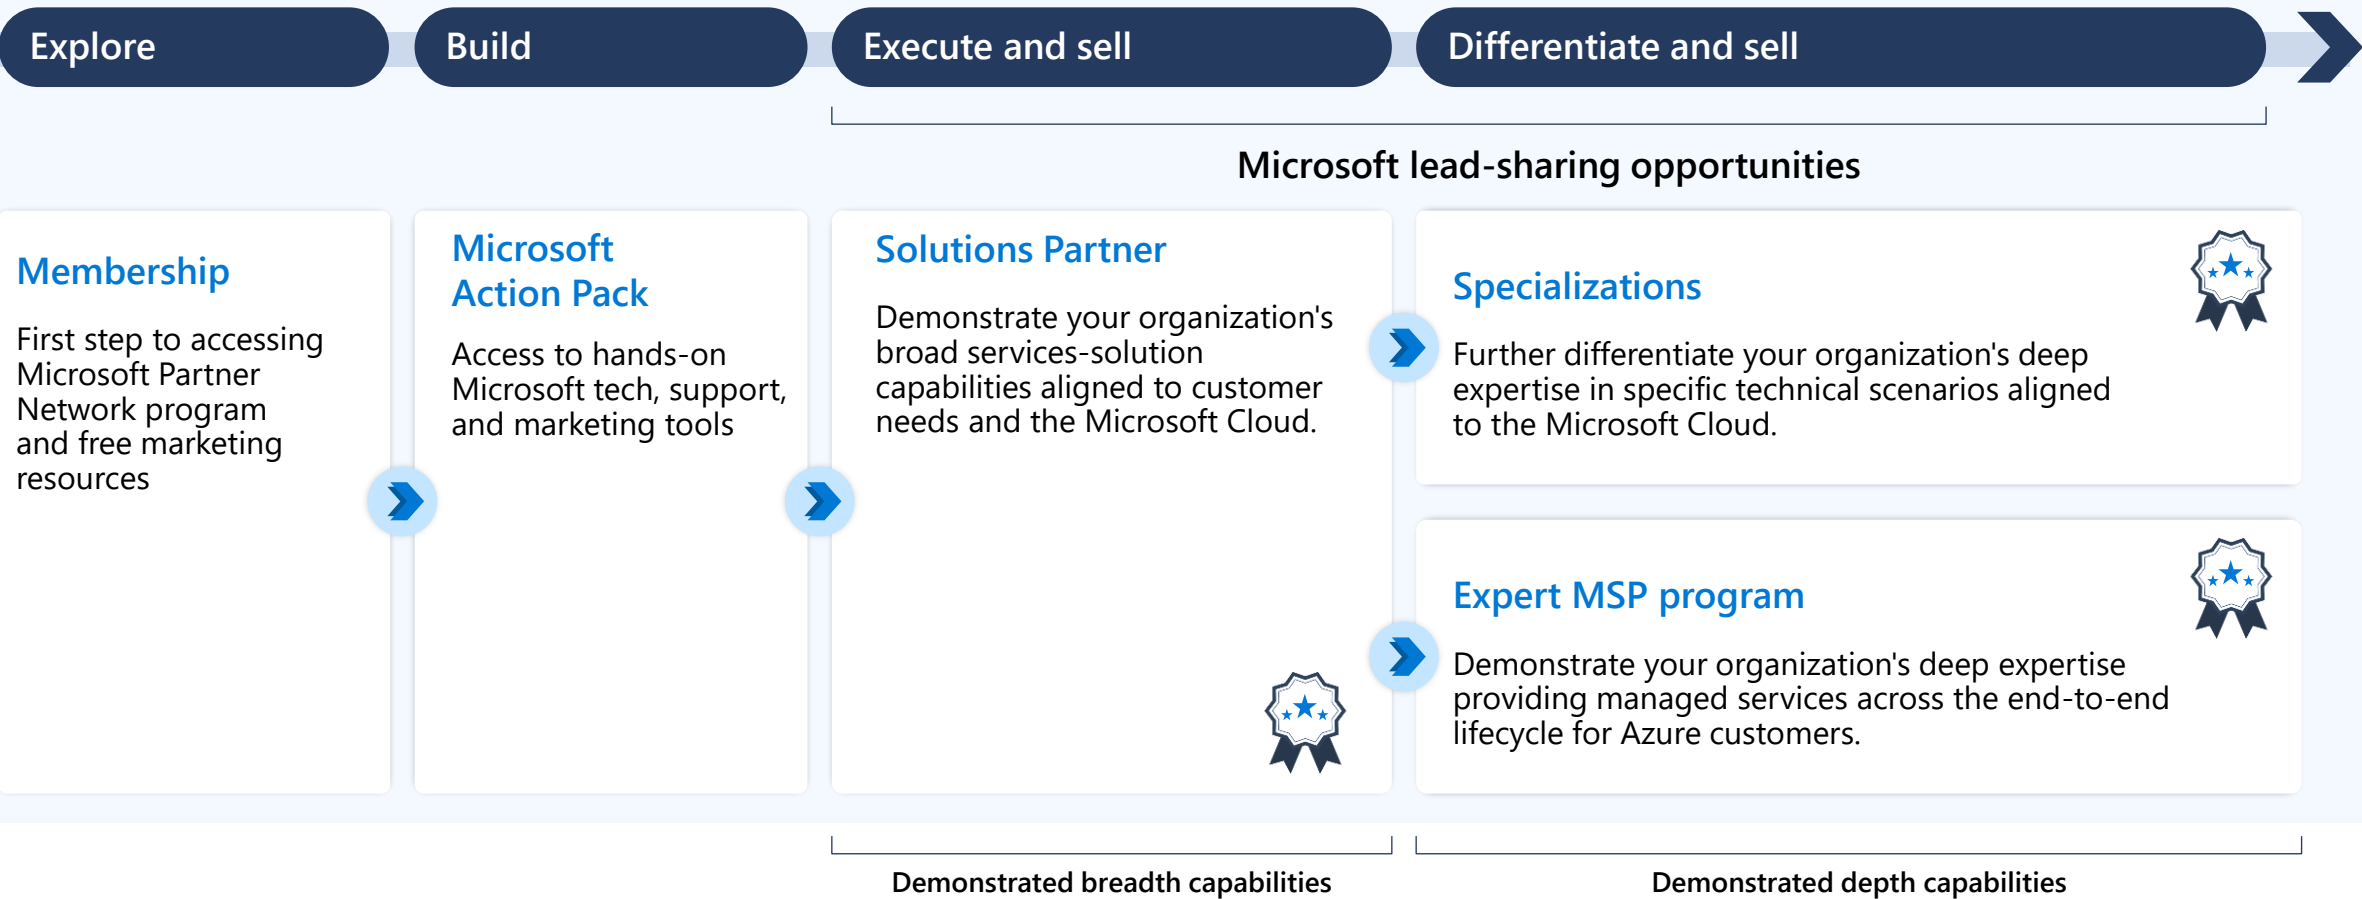 Explore
Build
Execute and sell
Differentiate and sell
Microsoft lead-sharing opportunities
Membership
First step to accessing
Microsoft Partner
Network program
and free marketing
resources
Microsoft
Action Pack
Access to hands-on
Microsoft tech, support,
and marketing tools
Solutions Partner
Demonstrate your organization's
broad services-solution
capabilities aligned to customer
needs and the Microsoft Cloud.
Specializations
Further differentiate your organization's deep
expertise in specific technical scenarios aligned
to the Microsoft Cloud.
Expert MSP program
Demonstrate your organization's deep expertise
providing managed services across the end-to-end
lifecycle for Azure customers.
Demonstrated breadth capabilities
Demonstrated depth capabilities